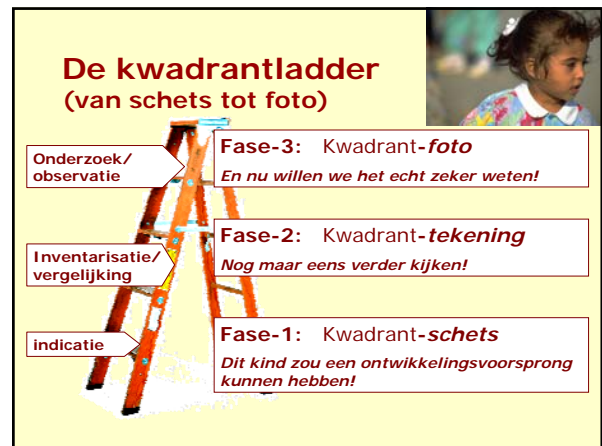 De kwadrantladder
(van schets tot foto)
Onderzoek/
observatie
Fase-3: Kwadrant-foto
En nu willen we het echt zeker weten!
Inventarisatie/
vergelijking
Fase-2: Kwadrant-tekening
Nog maar eens verder kijken!
indicatie
Fase-1: Kwadrant-schets
Dit kind zou een ontwikkelingsvoorsprong
kunnen hebben!